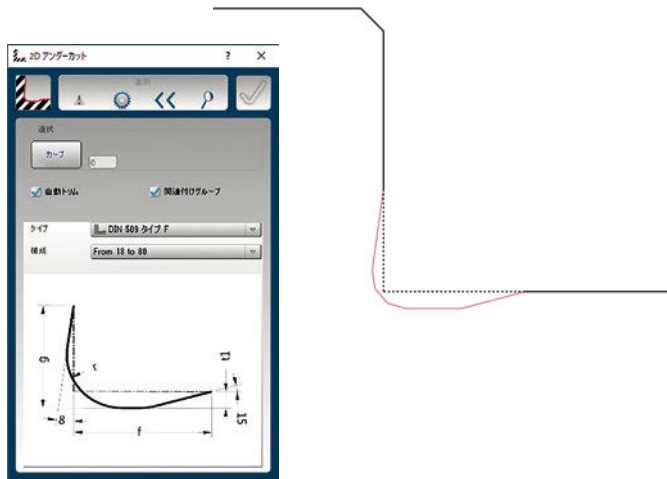 2D アンダーカット ? ×
適用
選択
カーブ 0
自動トリム 関連付けグループ
タイプ DIN 509 タイプ F
構成 From 18 to 80
g
r
t1
8
15
f